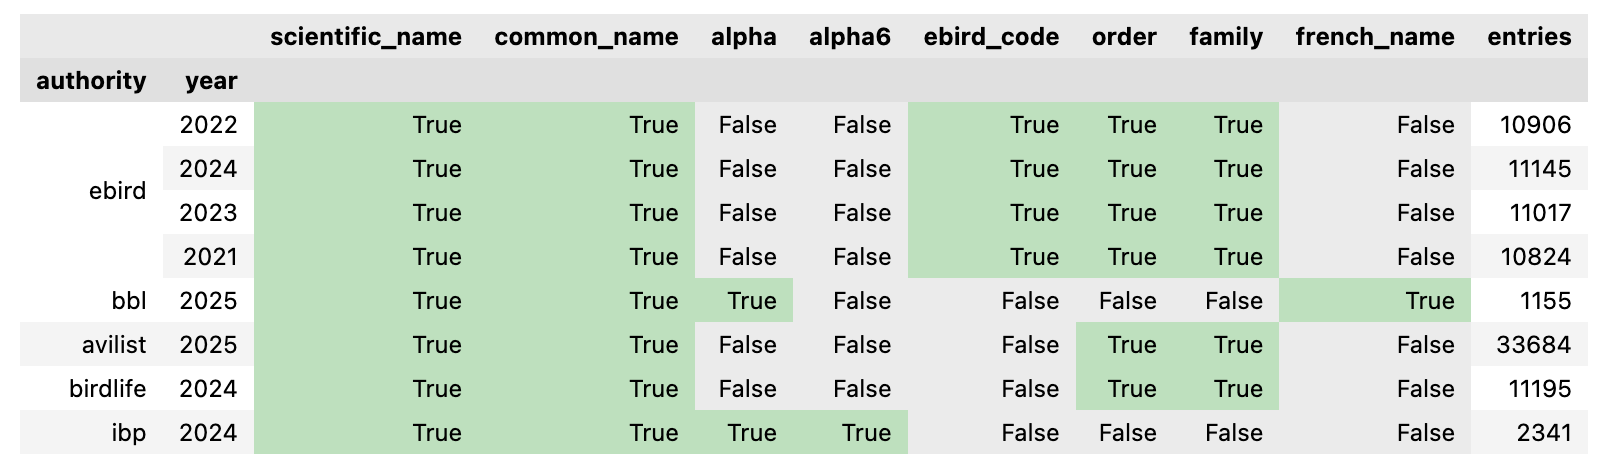 scientific_name common_name alpha alpha6 ebird_code order family french_name entries
authority year
ebird 2022 True True False False True True True False 10906
2024 True True False False True True True False 11145
2023 True True False False True True True False 11017
2021 True True False False True True True False 10824
bbl 2025 True True True False False False False True 1155
avilist 2025 True True False False False True True False 33684
birdlife 2024 True True False False False True True False 11195
ibp 2024 True True True True False False False False 2341